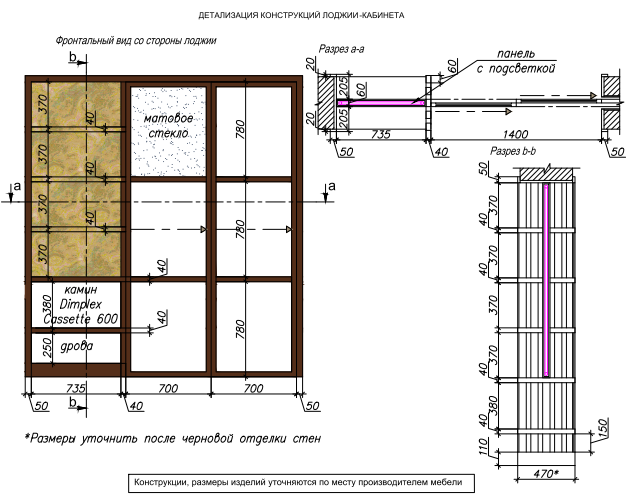 ДЕТАЛИЗАЦИЯ КОНСТРУКЦИЙ ЛОДЖИИ-КАБИНЕТА
Фронтальный вид со стороны лоджии
b
370
40
матовое
стекло
780
370
a
a
370
40
780
370
40
камин
Dimplex
Cassette 600
380
40
780
дрова
250
735
700
700
50
b
40
50
*Размеры уточнить после черновой отделки стен
Разрез a-a
панель
с подсветкой
20
205
60
60
20
205
735
1400
50
40
50
Разрез b-b
50
370
40
370
40
370
370
40
380
40
150
110
470*
Конструкции, размеры изделий уточняются по месту производителем мебели